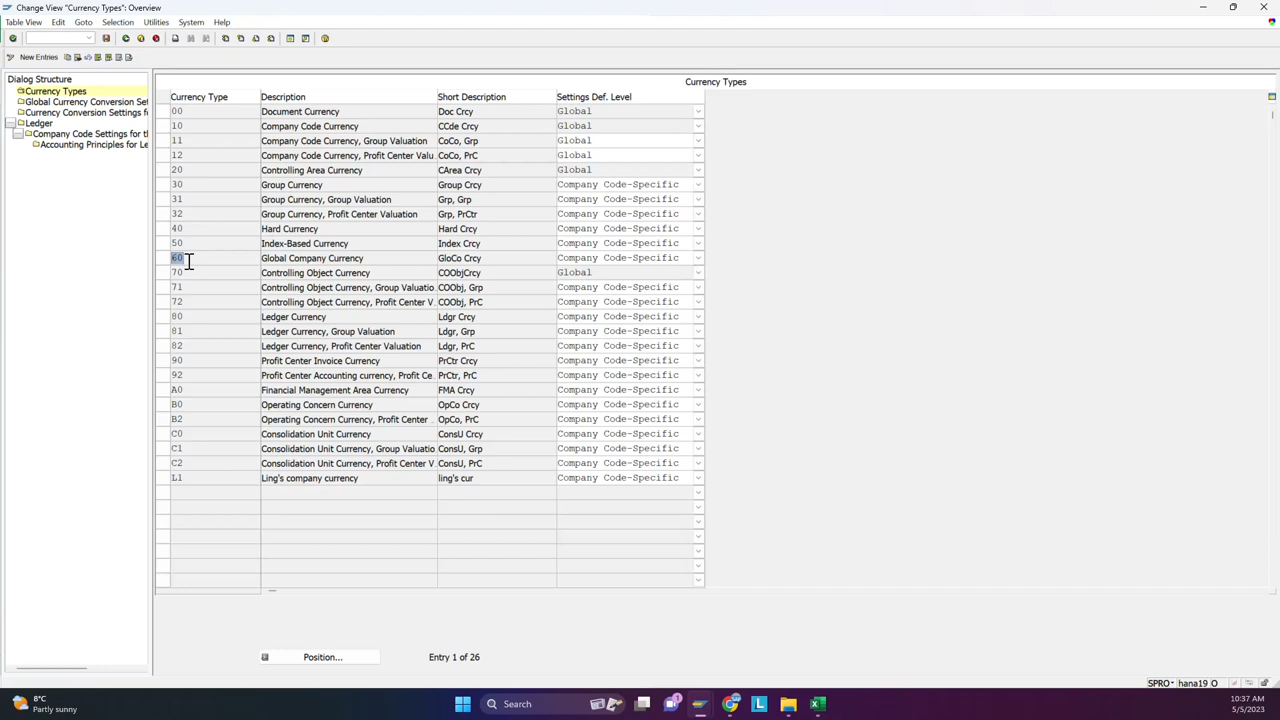 Change View "Currency Types": Overview
Table View Edit Goto Selection Utilities System Help
New Entries
Dialog Structure
Currency Types
Global Currency Conversion Set
Currency Conversion Settings fo
Ledger
Company Code Settings for th
Accounting Principles for Le
Currency Types
Currency Type Description Short Description Settings Def. Level
00 Document Currency Doc Crcy Global
10 Company Code Currency CCde Crcy Global
11 Company Code Currency, Group Valuation CoCo, Grp Global
12 Company Code Currency, Profit Center Valu CoCo, PrC Global
20 Controlling Area Currency CArea Crcy Global
30 Group Currency Group Crcy Company Code-Specific
31 Group Currency, Group Valuation Grp, Grp Company Code-Specific
32 Group Currency, Profit Center Valuation Grp, PrCtr Company Code-Specific
40 Hard Currency Hard Crcy Company Code-Specific
50 Index-Based Currency Index Crcy Company Code-Specific
60 Global Company Currency GloCo Crcy Company Code-Specific
70 Controlling Object Currency COObjCrcy Global
71 Controlling Object Currency, Group Valuatio COObj, Grp Company Code-Specific
72 Controlling Object Currency, Profit Center V COObj, PrC Company Code-Specific
80 Ledger Currency Ldgr Crcy Company Code-Specific
81 Ledger Currency, Group Valuation Ldgr, Grp Company Code-Specific
82 Ledger Currency, Profit Center Valuation Ldgr, PrC Company Code-Specific
90 Profit Center Invoice Currency PrCtr Crcy Company Code-Specific
92 Profit Center Accounting currency, Profit Ce PrCtr, PrC Company Code-Specific
A0 Financial Management Area Currency FMA Crcy Company Code-Specific
B0 Operating Concern Currency OpCo Crcy Company Code-Specific
B2 Operating Concern Currency, Profit Center OpCo, PrC Company Code-Specific
C0 Consolidation Unit Currency ConsU Crcy Company Code-Specific
C1 Consolidation Unit Currency, Group Valuatio ConsU, Grp Company Code-Specific
C2 Consolidation Unit Currency, Profit Center V ConsU, PrC Company Code-Specific
L1 Ling's company currency ling's cur Company Code-Specific
Position... Entry 1 of 26
SPRO hana19 O
8°C
Partly sunny
Search
1
10:37 AM
5/5/2023